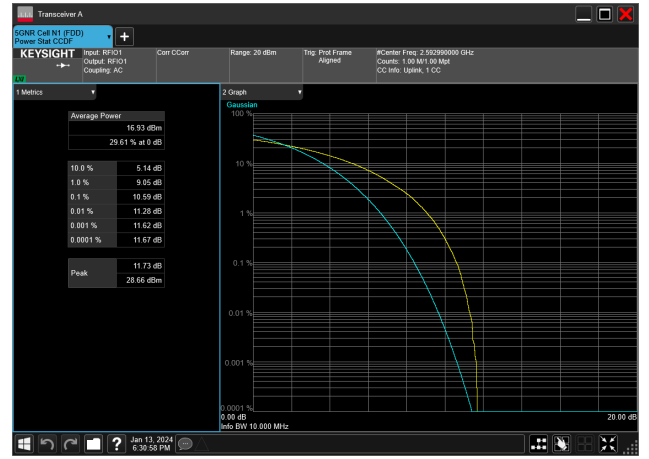 Transceiver A
5GNR Cell N1 (FDD)
Power Stat CCDF
KEYSIGHT
Input: RFIO1
Output: RFIO1
Coupling: AC
Corr CCorr
Range: 20 dBm
Trig: Prot Frame
Aligned
#Center Freq: 2.592990000 GHz
Counts: 1.00 M/1.00 Mpt
CC Info: Uplink, 1 CC
1 Metrics
Average Power
16.93 dBm
29.61 % at 0 dB
10.0 % 5.14 dB
1.0 % 9.05 dB
0.1 % 10.59 dB
0.01 % 11.28 dB
0.001 % 11.62 dB
0.0001 % 11.67 dB
Peak
11.73 dB
28.66 dBm
2 Graph
Gaussian
100 %
10 %
1 %
0.1 %
0.01 %
0.001 %
0.0001 %
0.00 dB
20.00 dB
Info BW 10.000 MHz
Jan 13, 2024
6:30:58 PM